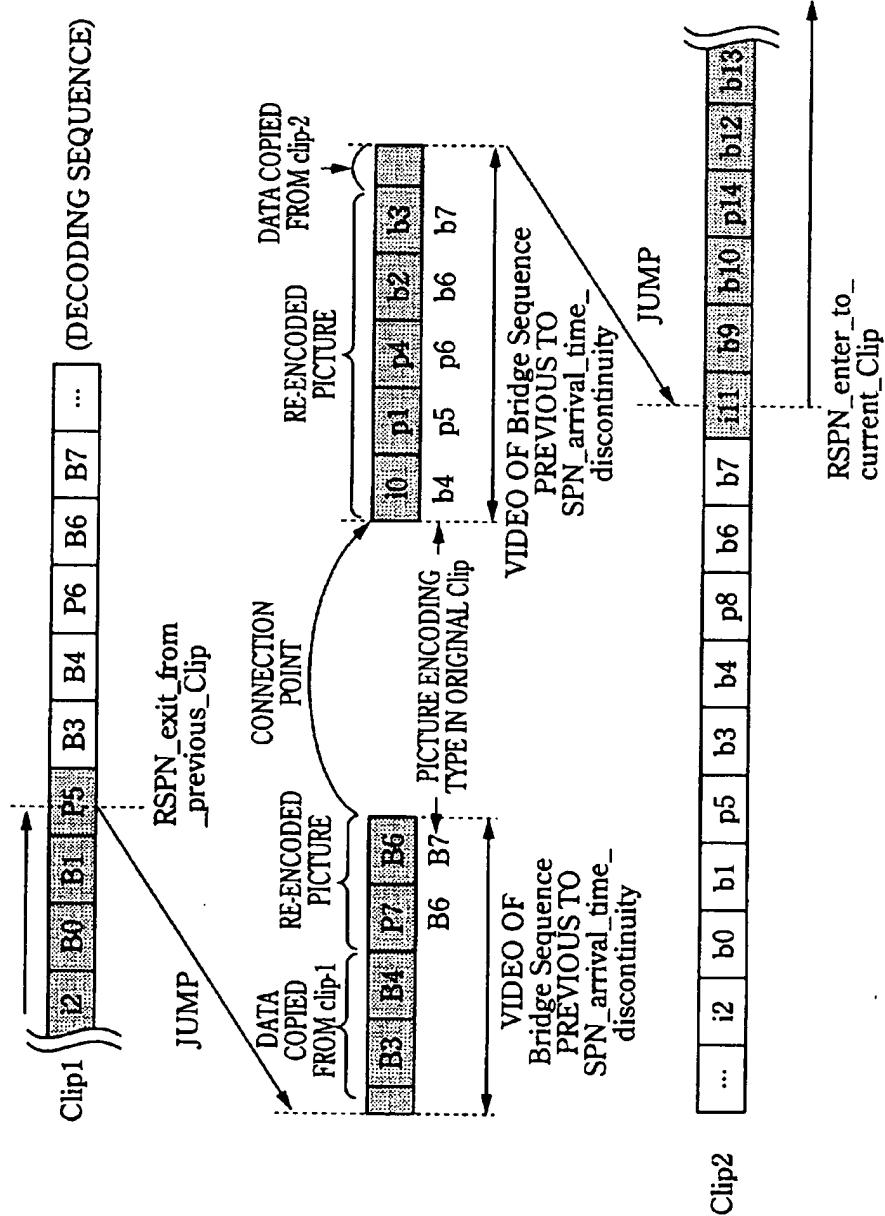 Clip1
i2 B0 B1 P5 B3 B4 P6 B6 B7 ... (DECODING SEQUENCE)
RSPN_exit_from
_previous_Clip
JUMP
DATA
COPIED
FROM clip-1
RE-ENCODED
PICTURE
B3 B4 P7 B6
B6 B7
VIDEO OF
Bridge Sequence
PREVIOUS TO
SPN_arrival_time_
discontinuity
CONNECTION
POINT
PICTURE ENCODING
TYPE IN ORIGINAL Clip
RE-ENCODED
PICTURE
DATA COPIED
FROM clip-2
i0 p1 p4 b2 b3
b4 p5 p6 b6 b7
VIDEO OF Bridge Sequence
PREVIOUS TO
SPN_arrival_time_
discontinuity
JUMP
Clip2
... i2 b0 b1 p5 b3 b4 p8 b6 b7 i11 b9 b10 p14 b12 b13
RSPN_enter_to_
current_Clip